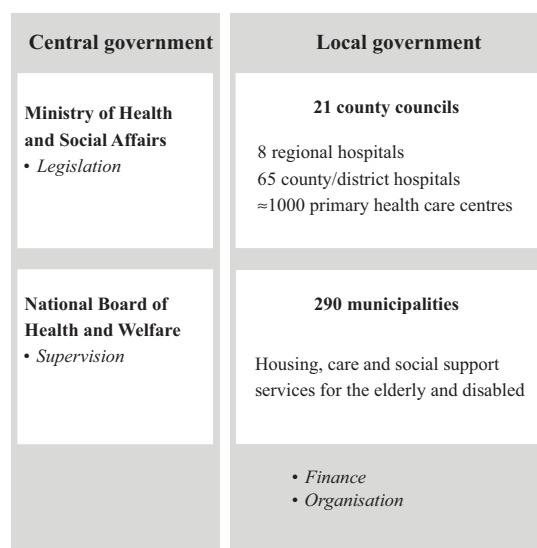 Central government
Ministry of Health
and Social Affairs
• Legislation
National Board of
Health and Welfare
• Supervision
Local government
21 county councils
8 regional hospitals
65 county/district hospitals
≈1000 primary health care centres
290 municipalities
Housing, care and social support
services for the elderly and disabled
• Finance
• Organisation